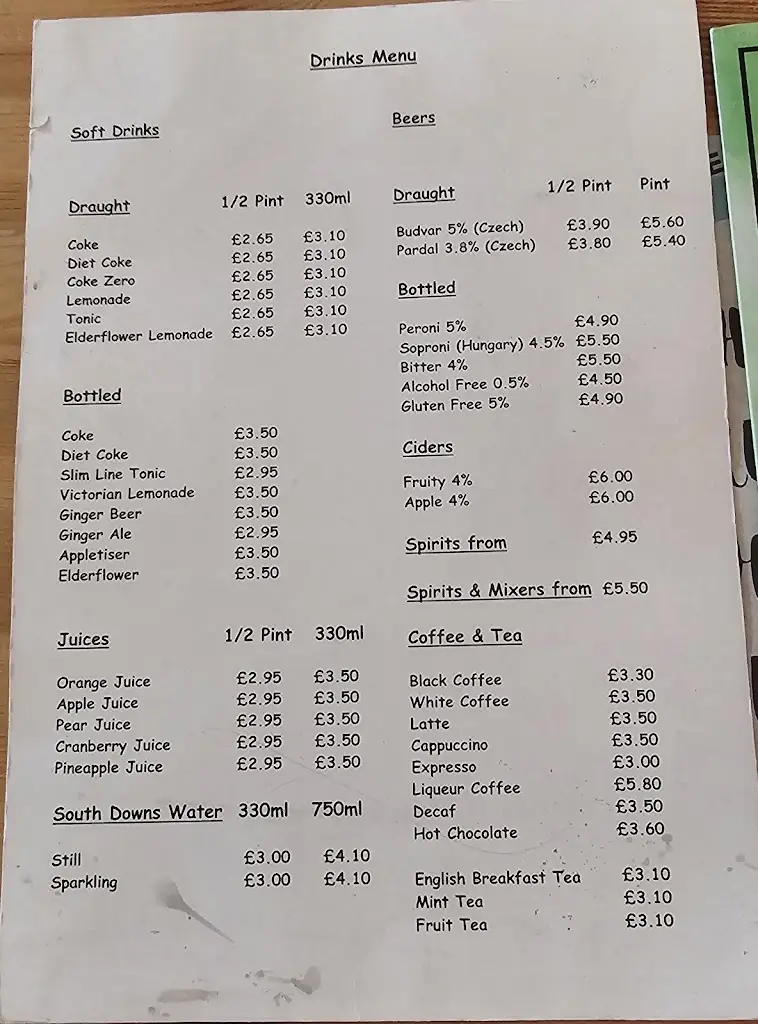 Drinks Menu
Soft Drinks
Draught 1/2 Pint 330ml
Coke £2.65 £3.10
Diet Coke £2.65 £3.10
Coke Zero £2.65 £3.10
Lemonade £2.65 £3.10
Tonic £2.65 £3.10
Elderflower Lemonade £2.65 £3.10
Bottled
Coke £3.50
Diet Coke £3.50
Slim Line Tonic £2.95
Victorian Lemonade £3.50
Ginger Beer £3.50
Ginger Ale £2.95
Appletiser £3.50
Elderflower £3.50
Juices 1/2 Pint 330ml
Orange Juice £2.95 £3.50
Apple Juice £2.95 £3.50
Pear Juice £2.95 £3.50
Cranberry Juice £2.95 £3.50
Pineapple Juice £2.95 £3.50
South Downs Water 330ml 750ml
Still £3.00 £4.10
Sparkling £3.00 £4.10
Beers
Draught 1/2 Pint Pint
Budvar 5% (Czech) £3.90 £5.60
Pardal 3.8% (Czech) £3.80 £5.40
Bottled
Peroni 5% £4.90
Soproni (Hungary) 4.5% £5.50
Bitter 4% £5.50
Alcohol Free 0.5% £4.50
Gluten Free 5% £4.90
Ciders
Fruity 4% £6.00
Apple 4% £6.00
Spirits from £4.95
Spirits & Mixers from £5.50
Coffee & Tea
Black Coffee £3.30
White Coffee £3.50
Latte £3.50
Cappuccino £3.50
Expresso £3.00
Liqueur Coffee £5.80
Decaf £3.50
Hot Chocolate £3.60
English Breakfast Tea £3.10
Mint Tea £3.10
Fruit Tea £3.10